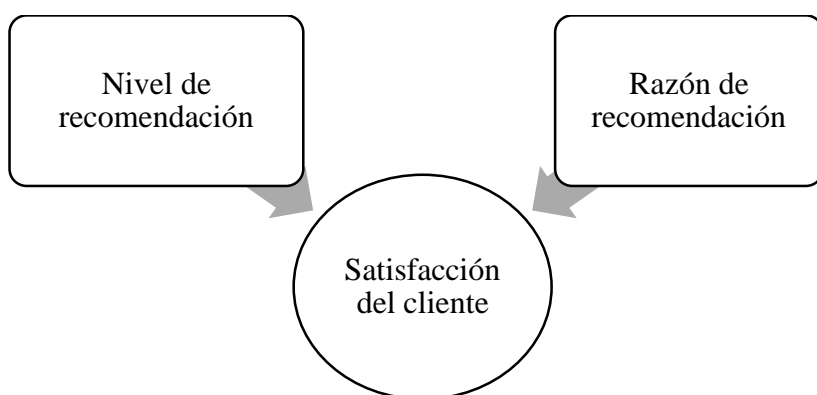 Nivel de
recomendación
Razón de
recomendación
Satisfacción
del cliente